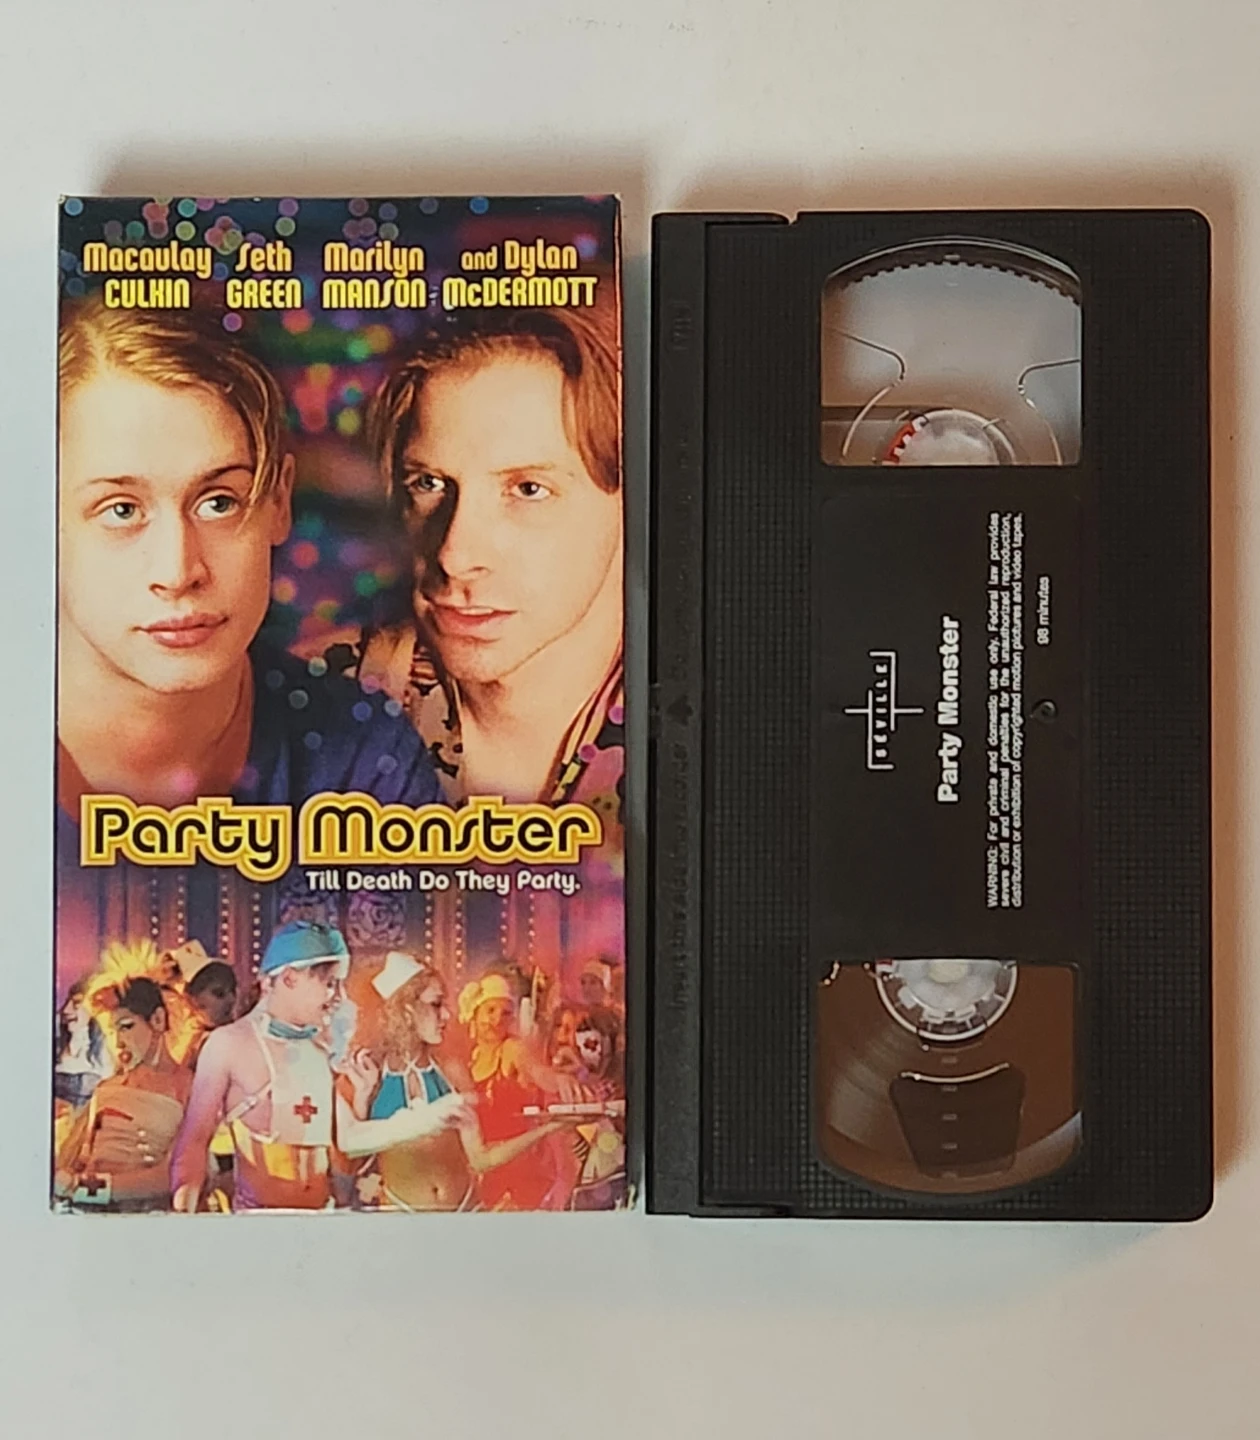 Macaulay CULKIN
Seth GREEN
Marilyn MANSON
and Dylan McDERMOTT
Party Monster
Till Death Do They Party.
DEVILLE
Party Monster
WARNING: For private and domestic use only. Federal law provides
severe civil and criminal penalties for the unauthorized reproduction,
distribution or exhibition of copyrighted motion pictures and video tapes.
98 minutes
VHS